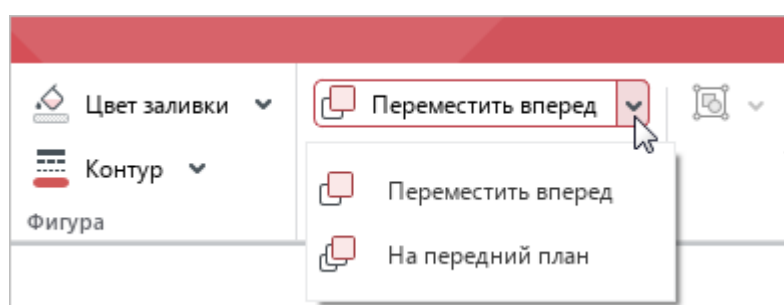 Цвет заливки
Переместить вперед
Контур
Фигура
Переместить вперед
На передний план